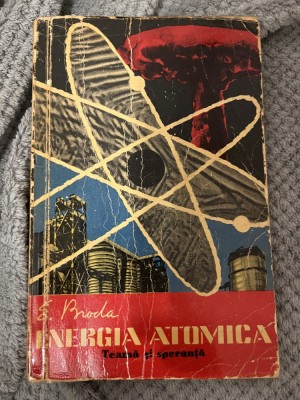 E. Broda
ENERGIA ATOMICA
Teamă și speranță